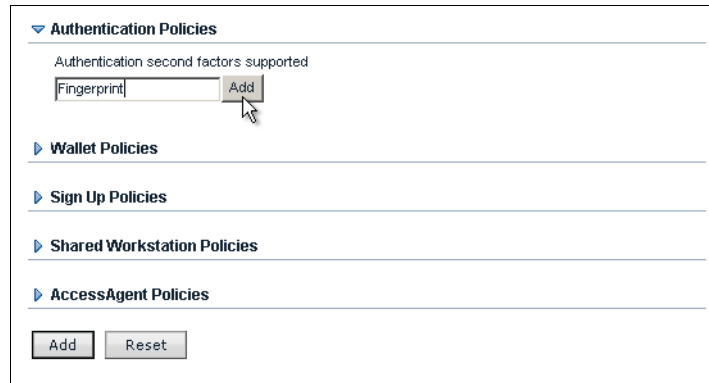 Authentication Policies
Authentication second factors supported
Fingerprint Add
Wallet Policies
Sign Up Policies
Shared Workstation Policies
AccessAgent Policies
Add Reset